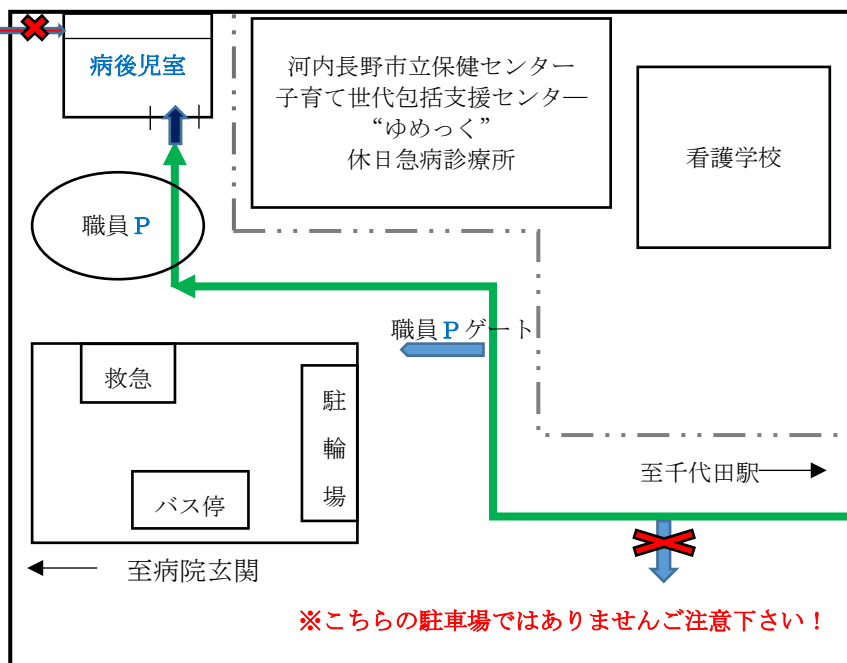 病後児室
河内長野市立保健センター
子育て世代包括支援センター
“ゆめっく”
休日急病診療所
看護学校
職員P
職員Pゲート
救急
駐輪場
バス停
至千代田駅
至病院玄関
※こちらの駐車場ではありませんご注意下さい！